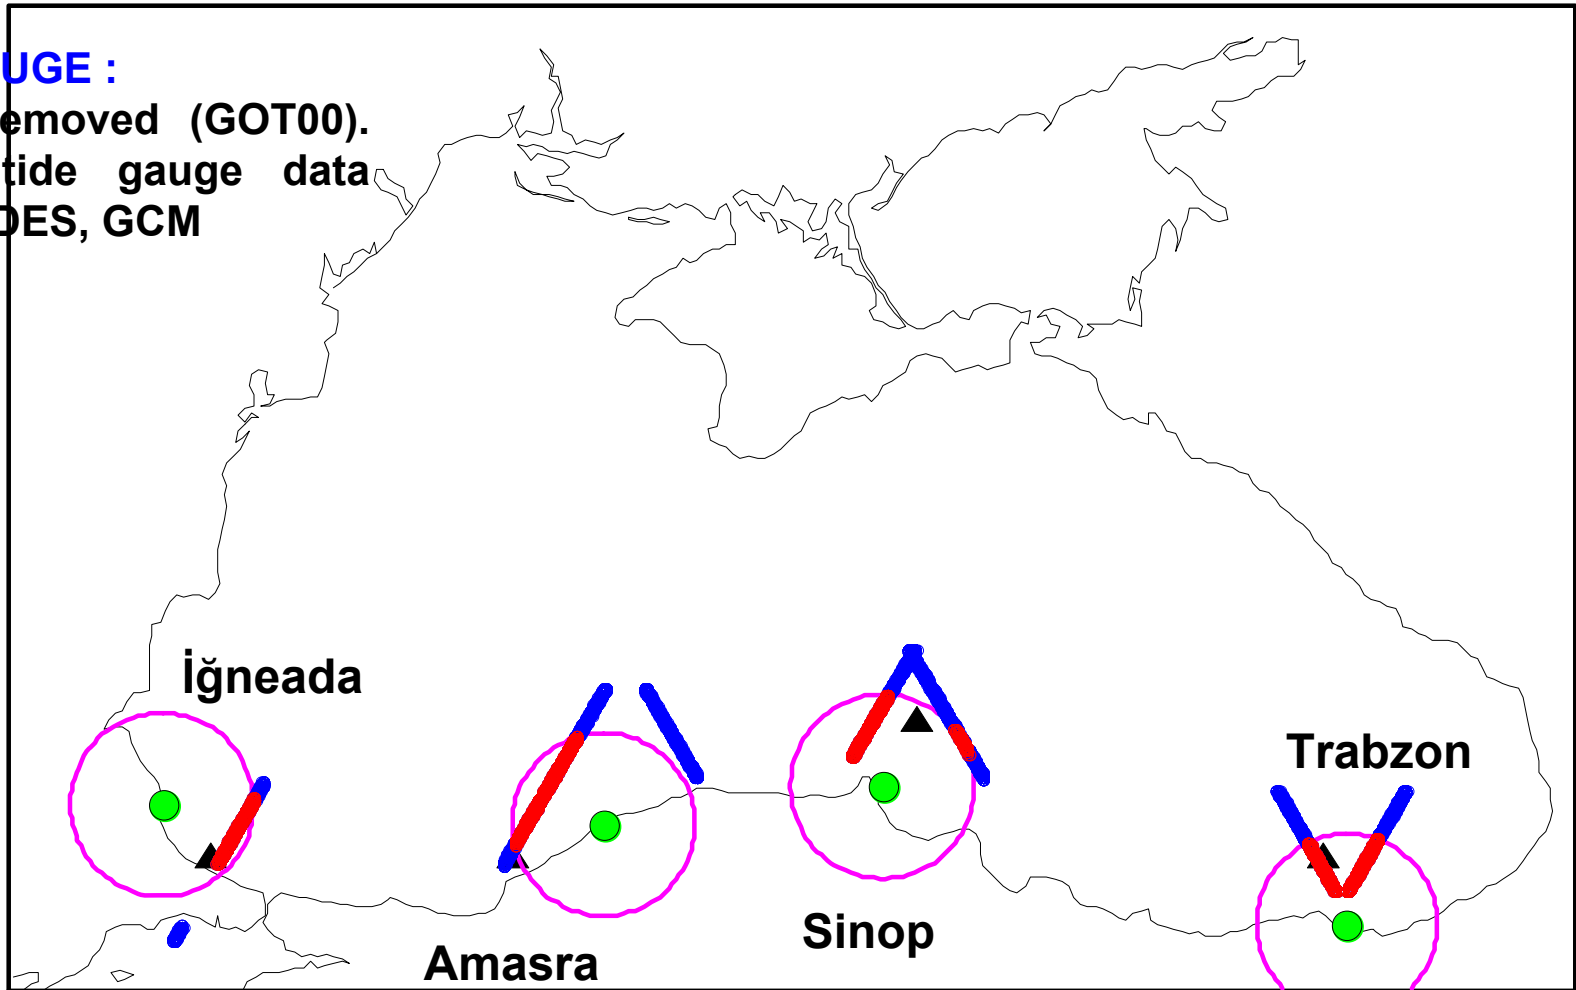 UGE :
emoved (GOT00).
tide gauge data
DES, GCM
İğneada
Trabzon
Sinop
Amasra